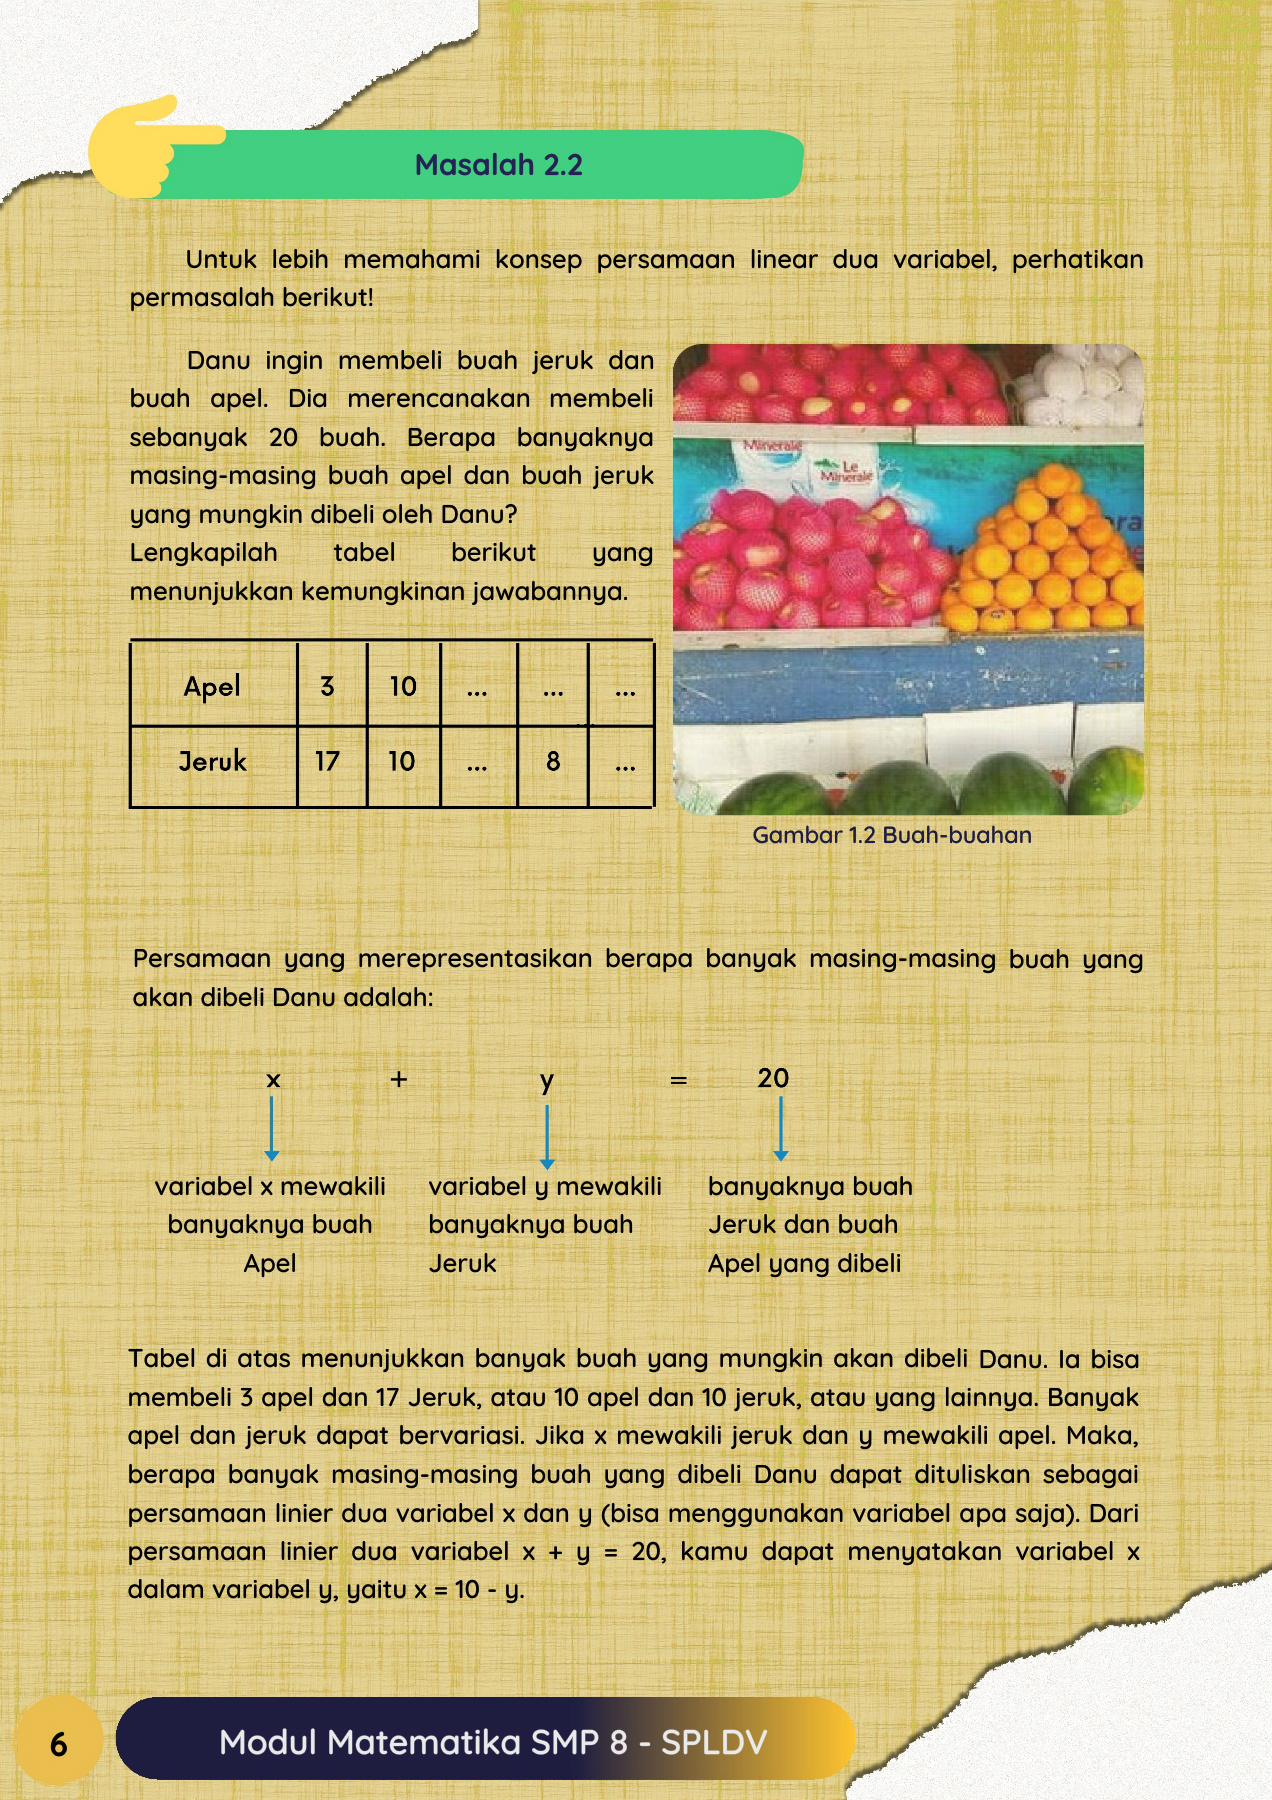 Masalah 2.2
Untuk lebih memahami konsep persamaan linear dua variabel, perhatikan
permasalah berikut!
Danu ingin membeli buah jeruk dan
buah apel. Dia merencanakan membeli
sebanyak 20 buah. Berapa banyaknya
masing-masing buah apel dan buah jeruk
yang mungkin dibeli oleh Danu?
Lengkapilah tabel berikut yang
menunjukkan kemungkinan jawabannya.
Minerale
Le
Minerale
Apel 3 10 ... ... ...
Jeruk 17 10 ... 8 ...
Gambar 1.2 Buah-buahan
Persamaan yang merepresentasikan berapa banyak masing-masing buah yang
akan dibeli Danu adalah:
x + y = 20
variabel x mewakili
banyaknya buah
Apel
variabel y mewakili
banyaknya buah
Jeruk
banyaknya buah
Jeruk dan buah
Apel yang dibeli
Tabel di atas menunjukkan banyak buah yang mungkin akan dibeli Danu. Ia bisa
membeli 3 apel dan 17 Jeruk, atau 10 apel dan 10 jeruk, atau yang lainnya. Banyak
apel dan jeruk dapat bervariasi. Jika x mewakili jeruk dan y mewakili apel. Maka,
berapa banyak masing-masing buah yang dibeli Danu dapat dituliskan sebagai
persamaan linier dua variabel x dan y (bisa menggunakan variabel apa saja). Dari
persamaan linier dua variabel x + y = 20, kamu dapat menyatakan variabel x
dalam variabel y, yaitu x = 10 - y.
6
Modul Matematika SMP 8 - SPLDV